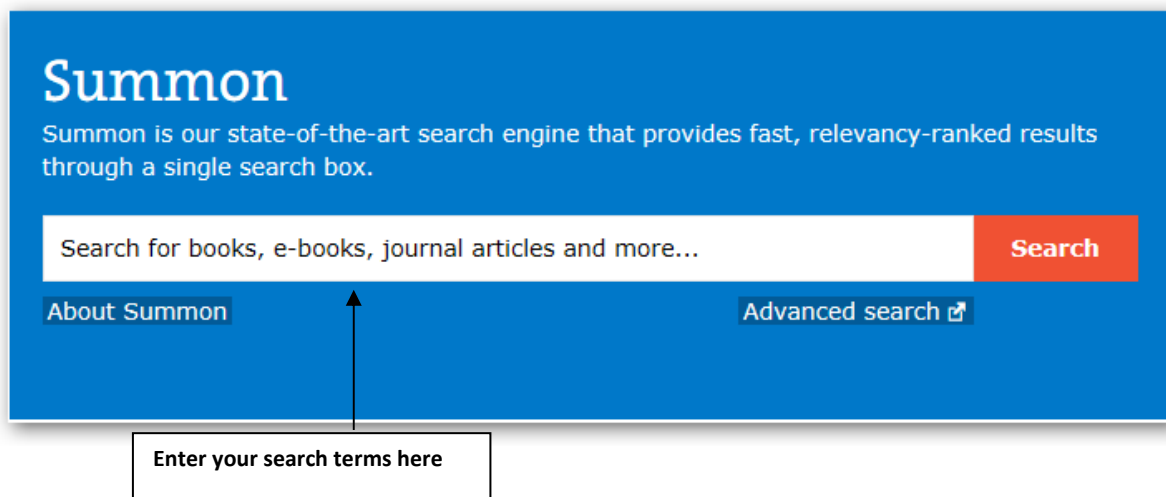 Summon
Summon is our state-of-the-art search engine that provides fast, relevancy-ranked results
through a single search box.
Search for books, e-books, journal articles and more...
Search
About Summon
Advanced search
Enter your search terms here